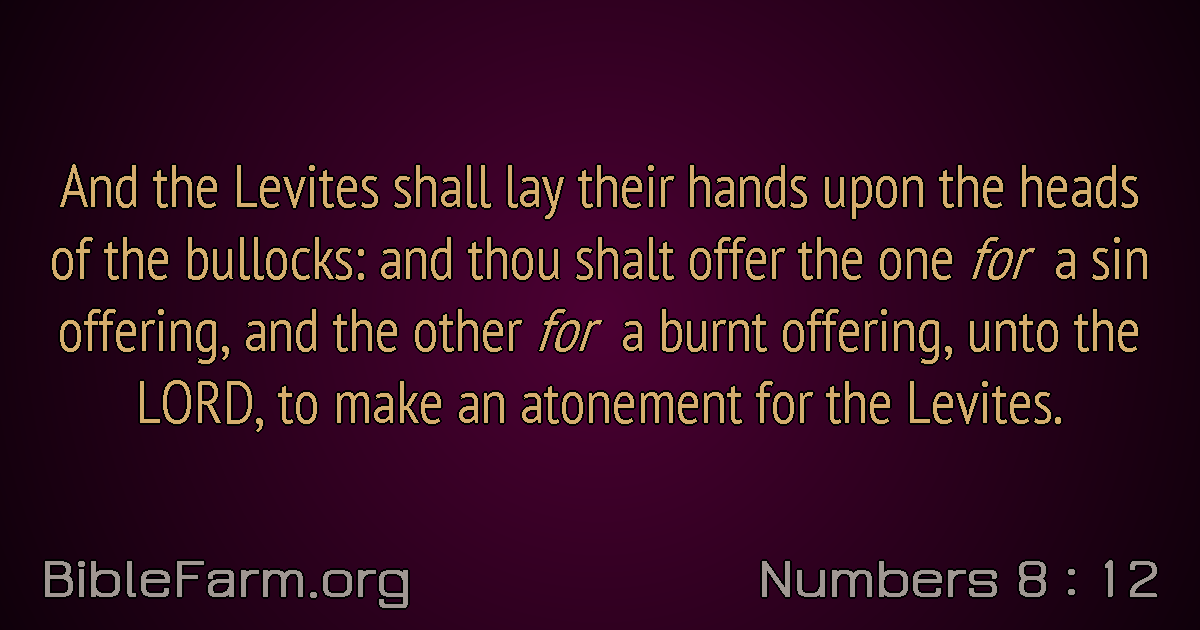 And the Levites shall lay their hands upon the heads
of the bullocks: and thou shalt offer the one for a sin
offering, and the other for a burnt offering, unto the
LORD, to make an atonement for the Levites.
BibleFarm.org
Numbers 8 : 12